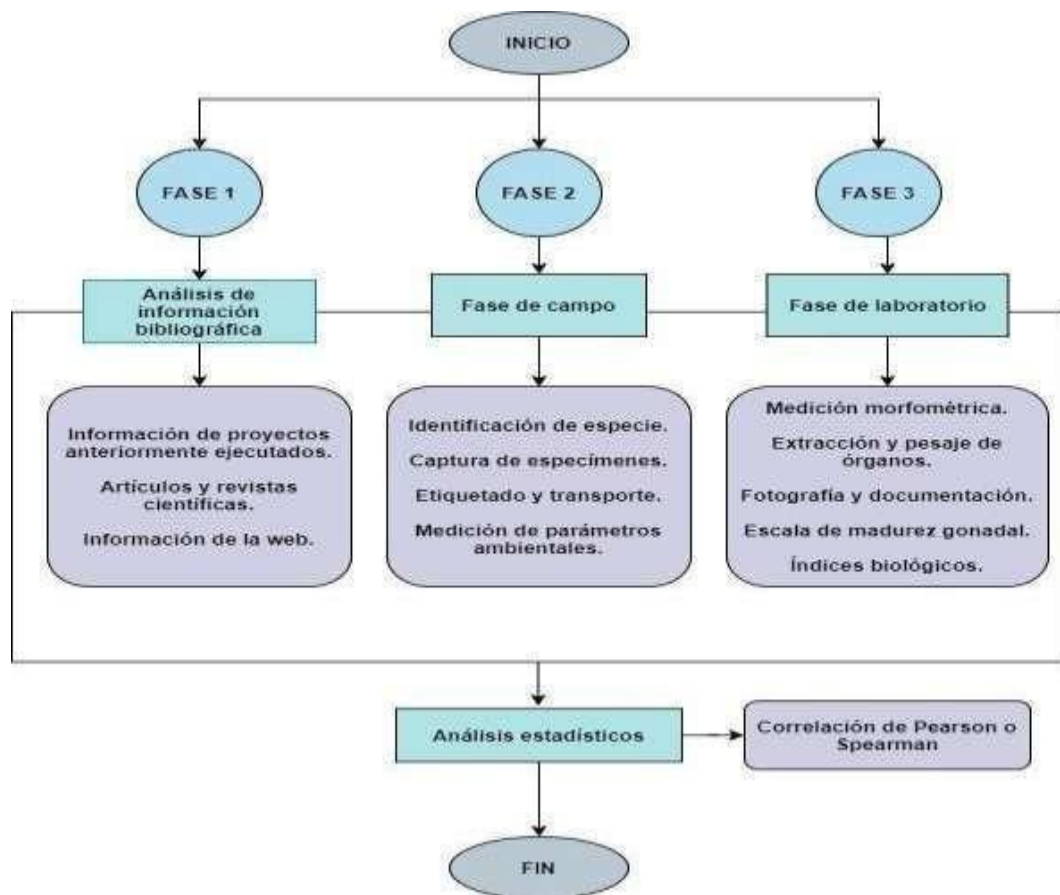 INICIO
FASE 1
FASE 2
FASE 3
Análisis de
información
bibliográfica
Fase de campo
Fase de laboratorio
Información de proyectos
anteriormente ejecutados.
Artículos y revistas
científicas.
Información de la web.
Identificación de especie.
Captura de especímenes.
Etiquetado y transporte.
Medición de parámetros
ambientales.
Medición morfométrica.
Extracción y pesaje de
órganos.
Fotografía y documentación.
Escala de madurez gonadal.
Índices biológicos.
Análisis estadísticos
Correlación de Pearson o
Spearman
FIN